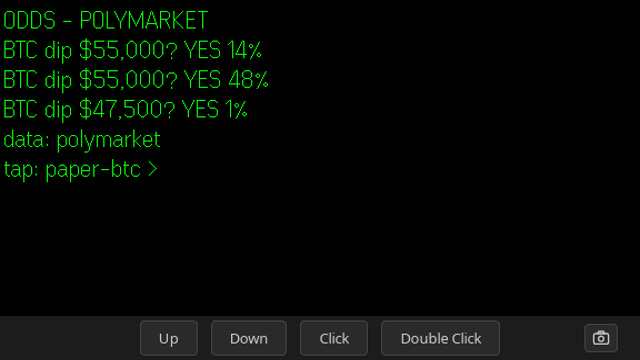 ODDS - POLYMARKET
BTC dip $55,000? YES 14%
BTC dip $55,000? YES 48%
BTC dip $47,500? YES 1%
data: polymarket
tap: paper-btc >
Up Down Click Double Click